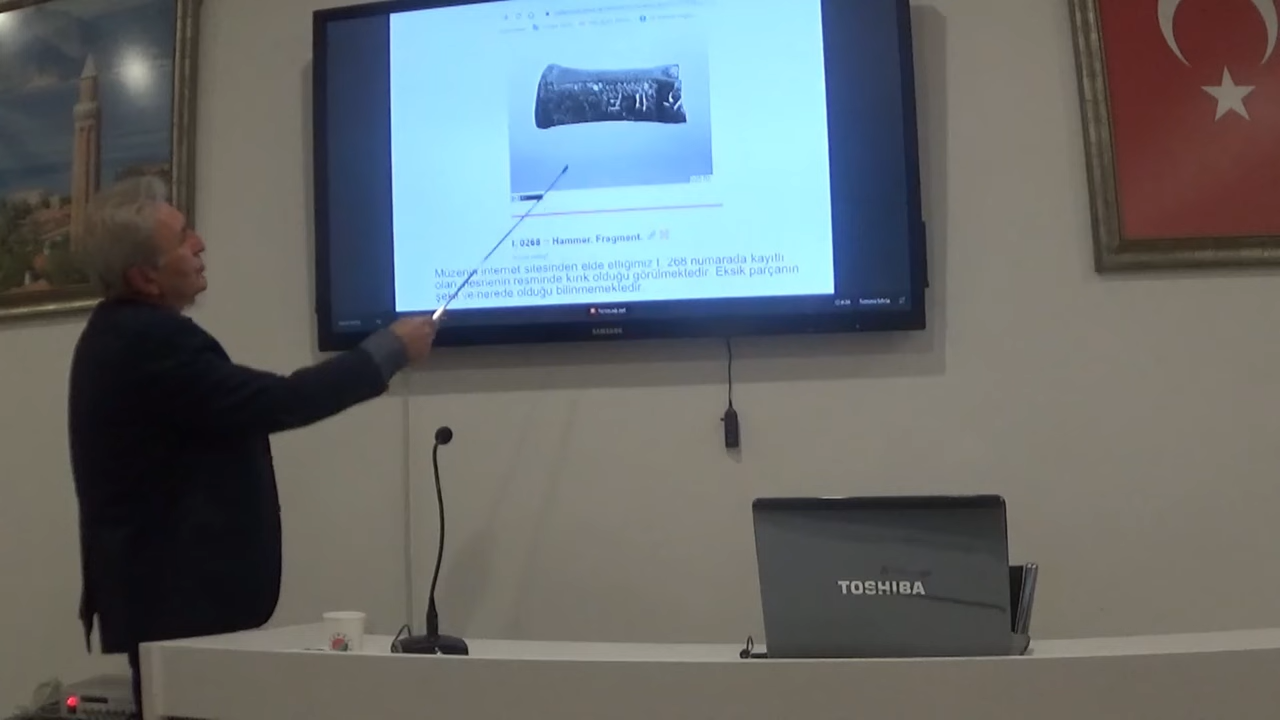 I. 0268 - Hammer. Fragment.
Müzenin internet sitesinden elde ettiğimiz I. 268 numarada kayıtlı
olan nesnenin resminde kırık olduğu görülmektedir. Eksik parçanın
şekli ve nerede olduğu bilinmemektedir.
SAMSUNG
TOSHIBA